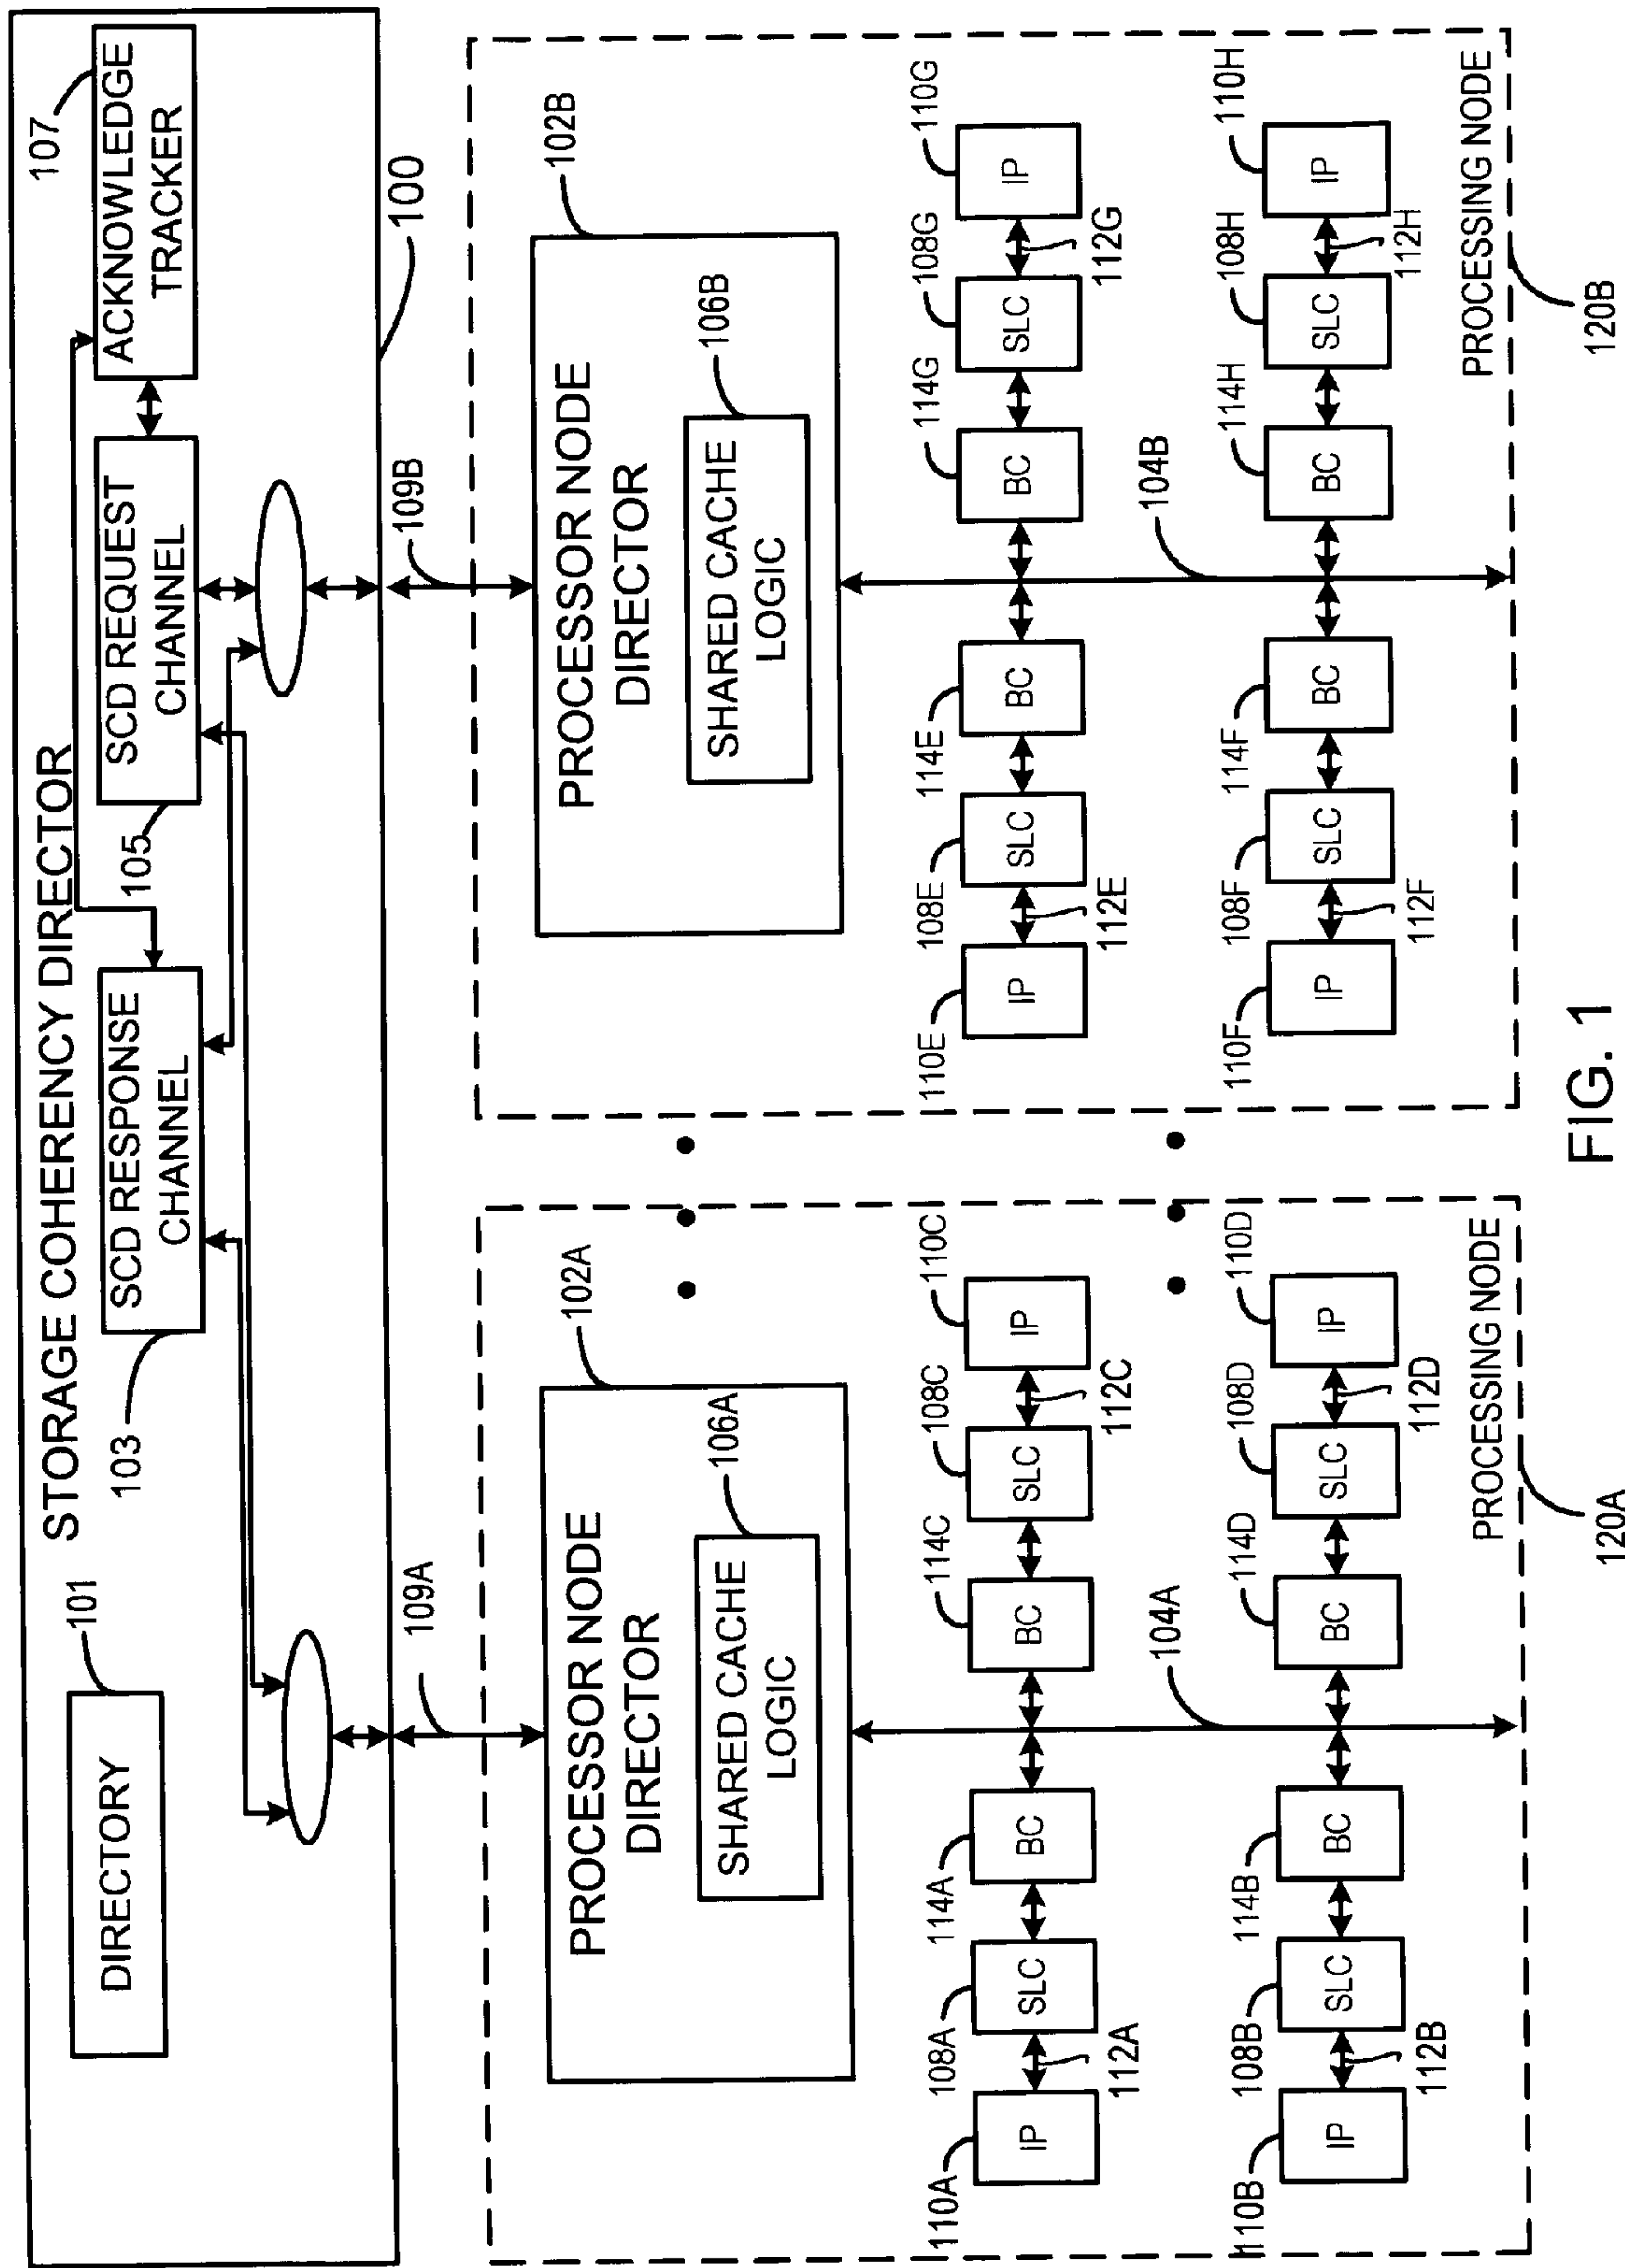 STORAGE COHERENCY DIRECTOR
101
DIRECTORY
103
SCD RESPONSE
CHANNEL
105
SCD REQUEST
CHANNEL
107
ACKNOWLEDGE
TRACKER
100
109A
109B
102A
PROCESSOR NODE
DIRECTOR
106A
SHARED CACHE
LOGIC
102B
PROCESSOR NODE
DIRECTOR
106B
SHARED CACHE
LOGIC
110A
108A
114A
114C
108C
110C
IP
SLC
BC
BC
SLC
IP
112A
112C
104A
110B
108B
114B
114D
108D
110D
IP
SLC
BC
BC
SLC
IP
112B
112D
PROCESSING NODE
120A
110E
108E
114E
114G
108G
110G
IP
SLC
BC
BC
SLC
IP
112E
112G
104B
110F
108F
114F
114H
108H
110H
IP
SLC
BC
BC
SLC
IP
112F
112H
PROCESSING NODE
120B
FIG. 1